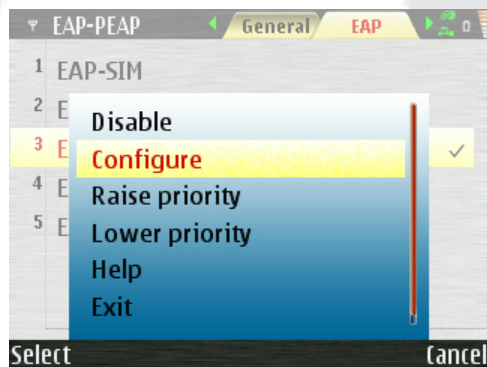 EAP-PEAP General EAP
1 EAP-SIM
2 E
Disable
3 E
Configure
4 E
Raise priority
5 E
Lower priority
Help
Exit
Select Cancel